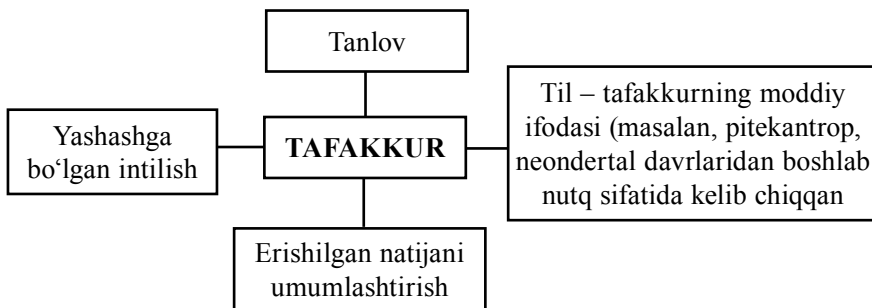 Tanlov
Yashashga
bo‘lgan intilish
TAFAKKUR
Til – tafakkurning moddiy
ifodasi (masalan, pitekantrop,
neondertal davrlaridan boshlab
nutq sifatida kelib chiqqan
Erishilgan natijani
umumlashtirish